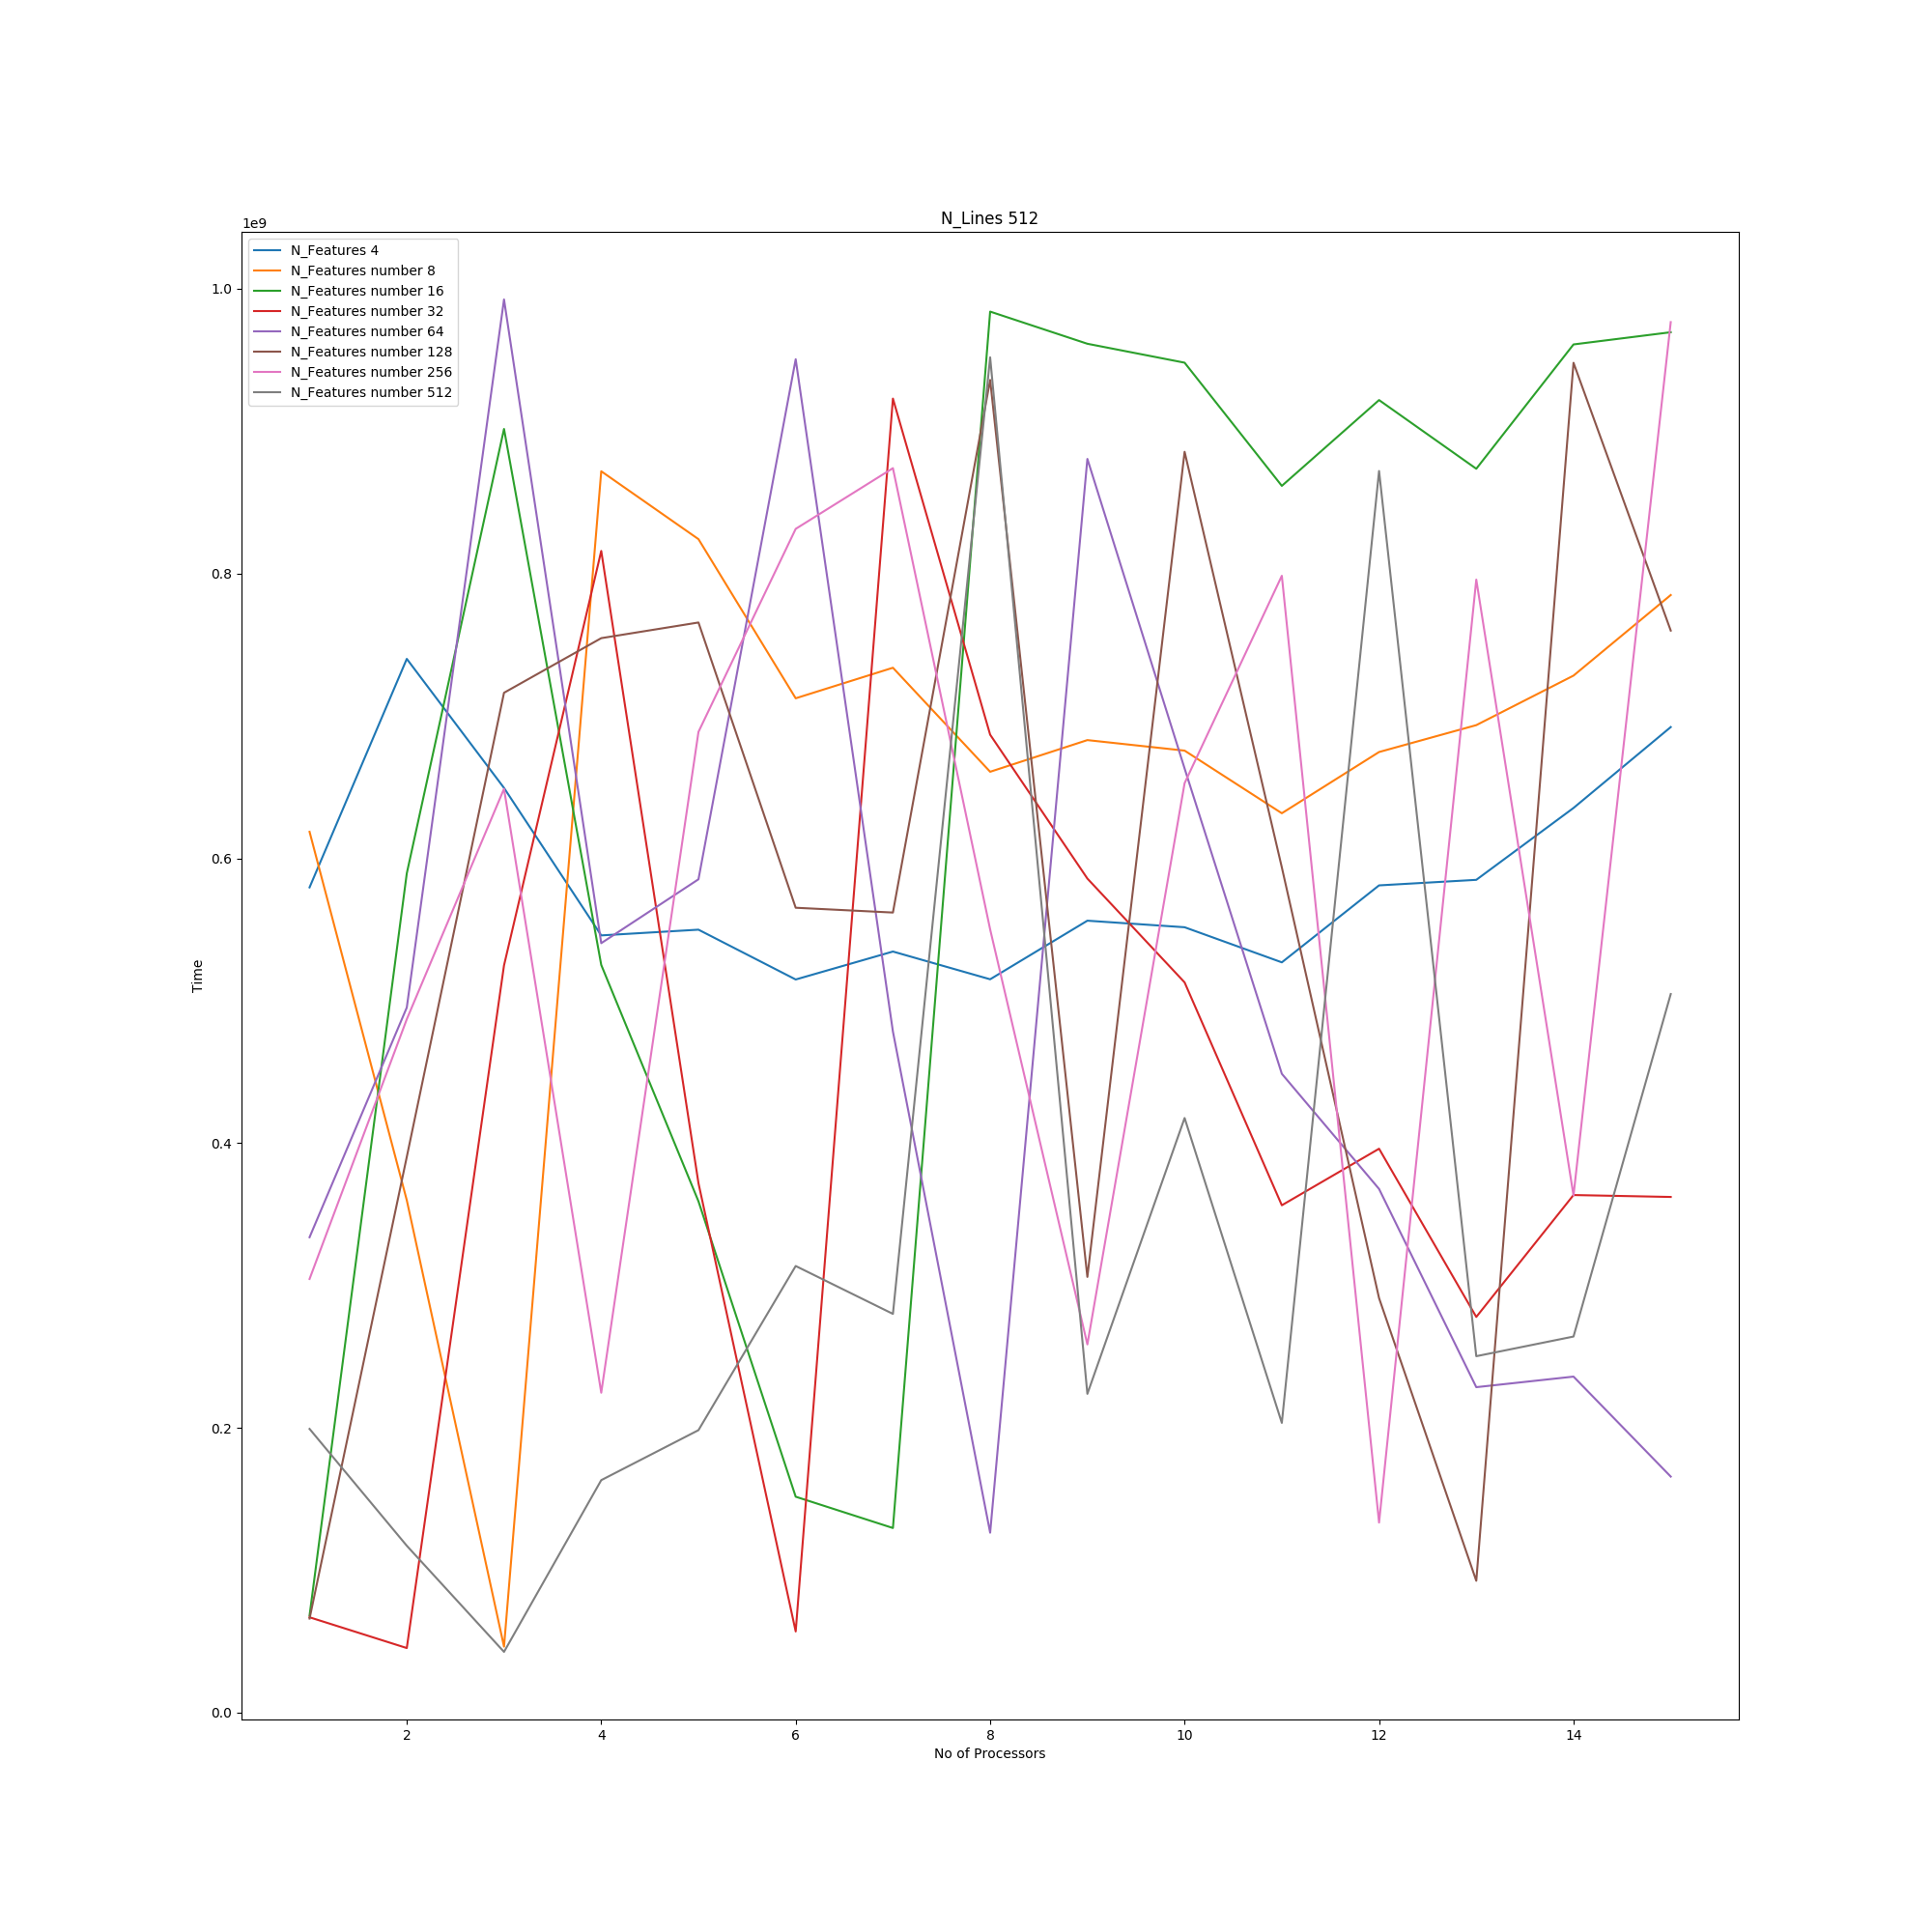 N_Lines 512
1e9
N_Features 4
N_Features number 8
N_Features number 16
N_Features number 32
N_Features number 64
N_Features number 128
N_Features number 256
N_Features number 512
1.0
0.8
0.6
0.4
0.2
0.0
Time
2 4 6 8 10 12 14
No of Processors